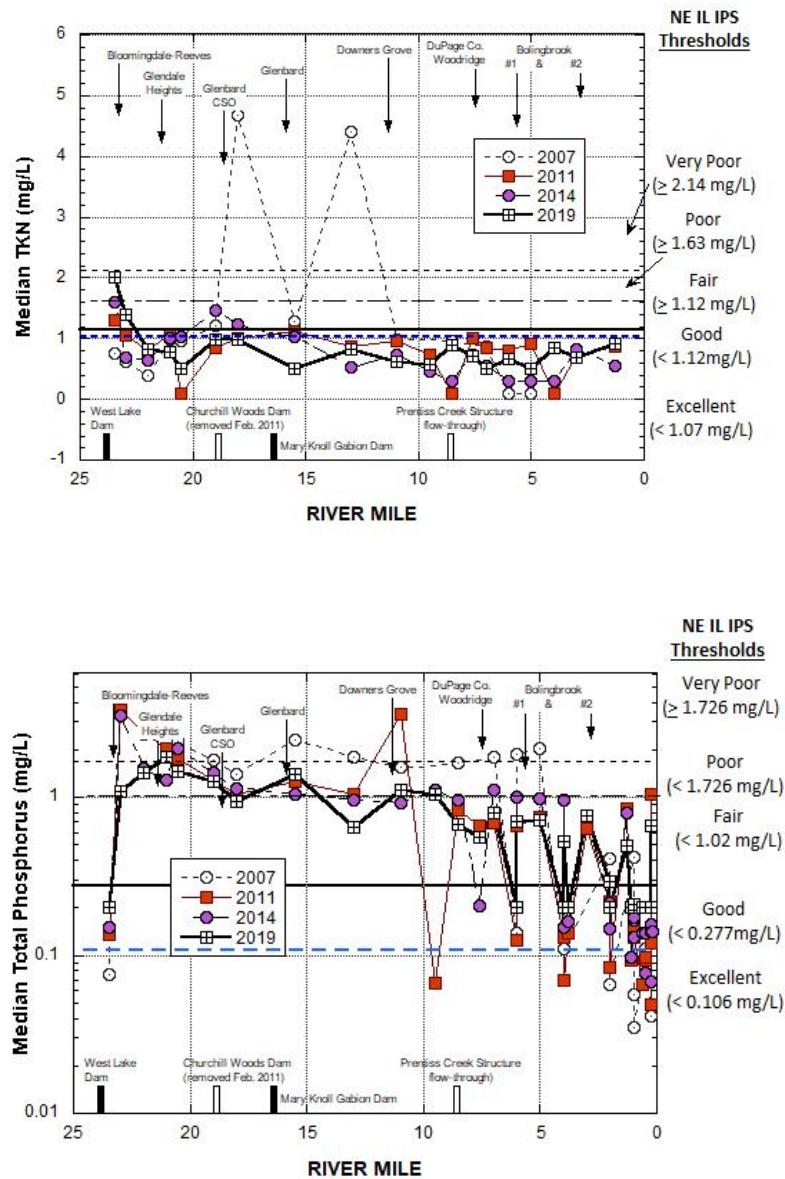 NE IL IPS
Thresholds
6
5
4
3
2
1
0
-1
Median TKN (mg/L)
Bloomingdale-Reeves
Glendale
Heights
Glenbard
CSO
Glenbard
Downers Grove
DuPage Co.
Woodridge
Bolingbrook
#1 & #2
2007
2011
2014
2019
Very Poor
(≥ 2.14 mg/L)
Poor
(≥ 1.63 mg/L)
Fair
(≥ 1.12 mg/L)
Good
(< 1.12mg/L)
Excellent
(< 1.07 mg/L)
West Lake
Dam
Churchill Woods Dam
(removed Feb. 2011)
Mary Knoll Gabion Dam
Prentiss Creek Structure
flow-through)
25 20 15 10 5 0
RIVER MILE
NE IL IPS
Thresholds
1
0.1
0.01
Median Total Phosphorus (mg/L)
Bloomingdale-Reeves
Glendale
Heights
Glenbard
CSO
Glenbard
Downers Grove
DuPage Co.
Woodridge
Bolingbrook
#1 & #2
2007
2011
2014
2019
Very Poor
(≥ 1.726 mg/L)
Poor
(< 1.726 mg/L)
Fair
(< 1.02 mg/L)
Good
(< 0.277mg/L)
Excellent
(< 0.106 mg/L)
West Lake
Dam
Churchill Woods Dam
(removed Feb. 2011)
Mary Knoll Gabion Dam
Prentiss Creek Structure
flow-through)
25 20 15 10 5 0
RIVER MILE